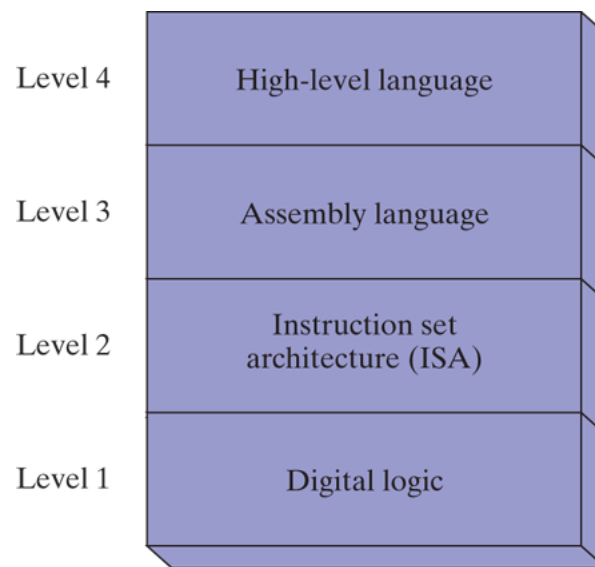 Level 4
High-level language
Level 3
Assembly language
Level 2
Instruction set
architecture (ISA)
Level 1
Digital logic